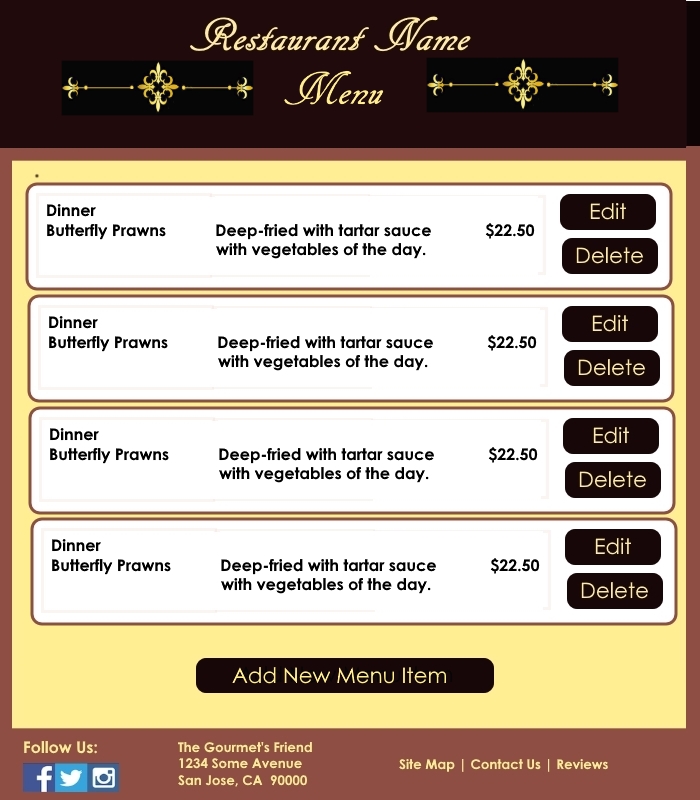 Restaurant Name
Menu
Dinner
Butterfly Prawns
Deep-fried with tartar sauce
with vegetables of the day.
$22.50
Edit
Delete
Dinner
Butterfly Prawns
Deep-fried with tartar sauce
with vegetables of the day.
$22.50
Edit
Delete
Dinner
Butterfly Prawns
Deep-fried with tartar sauce
with vegetables of the day.
$22.50
Edit
Delete
Dinner
Butterfly Prawns
Deep-fried with tartar sauce
with vegetables of the day.
$22.50
Edit
Delete
Add New Menu Item
Follow Us:
The Gourmet's Friend
1234 Some Avenue
San Jose, CA 90000
Site Map | Contact Us | Reviews